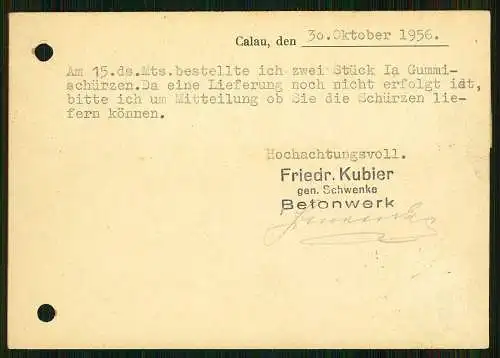 Calau, den 30.Oktober 1956.
Am 15.ds.Mts.bestellte ich zwei Stück Ia Gummi-
schürzen.Da eine Lieferung noch nicht erfolgt idt,
bitte ich um Mitteilung ob Sie die Schürzen lie-
fern können.
Hochachtungsvoll.
Friedr. Kubier
gen. Schwenke
Betonwerk